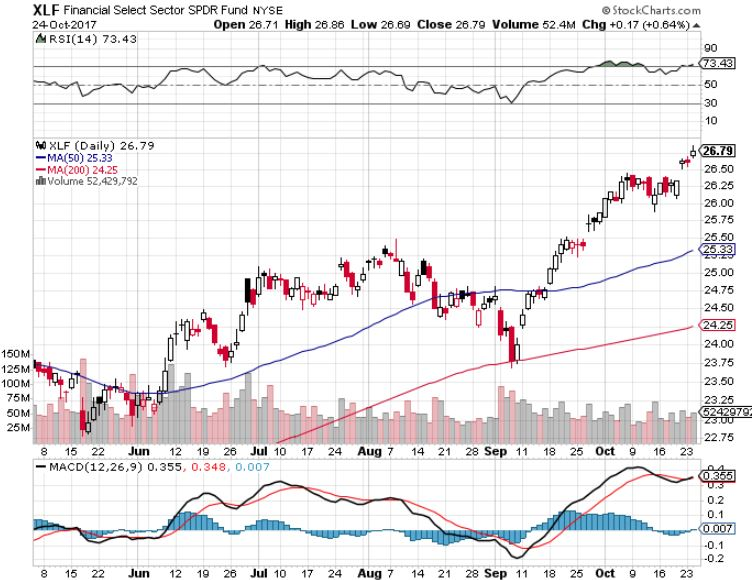 XLF Financial Select Sector SPDR Fund NYSE © StockCharts.com
24-Oct-2017 Open 26.71 High 26.86 Low 26.69 Close 26.79 Volume 52.4M Chg +0.17 (+0.64%)
RSI(14) 73.43
90
73.43
50
30
10
XLF (Daily) 26.79
MA(50) 25.33
MA(200) 24.25
Volume 52,429,792
26.79
26.50
26.25
26.00
25.75
25.50
25.33
25.00
24.75
24.50
24.25
24.00
23.75
23.50
23.25
23.00
22.75
150M
125M
100M
75M
50M
25M
52429792
8 15 22 Jun 12 19 26 Jul 10 17 24 Aug 7 14 21 28 Sep 11 18 25 Oct 9 16 23
MACD(12,26,9) 0.355, 0.348, 0.007
0.4
0.355
0.3
0.2
0.1
0.007
-0.1
-0.2
8 15 22 Jun 12 19 26 Jul 10 17 24 Aug 7 14 21 28 Sep 11 18 25 Oct 9 16 23